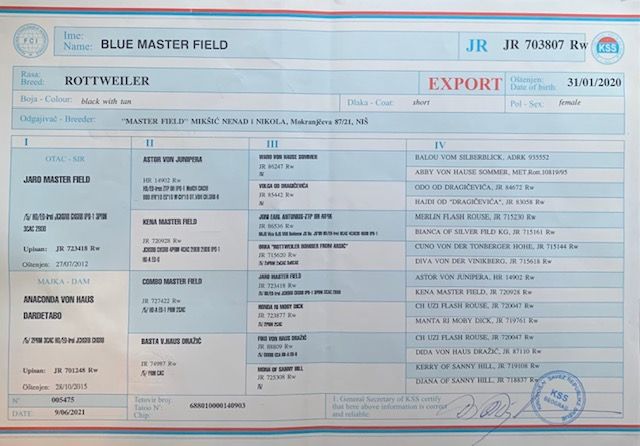 FCI
Ime:
Name: BLUE MASTER FIELD
JR JR 703807 Rw
KSS
Rasa:
Breed: ROTTWEILER
EXPORT
Oštenjen:
Date of birth: 31/01/2020
Boja - Colour: black with tan
Dlaka - Coat: short
Pol - Sex: female
Odgajivač - Breeder: "MASTER FIELD" MIKŠIĆ NENAD i NIKOLA, Mokranjčeva 87/21, NIŠ
I
II
III
IV
OTAC - SIR
JARO MASTER FIELD
Upisan: JR 723418 Rw
Oštenjen: 27/07/2012
MAJKA - DAM
ANACONDA VON HAUS
DARDETABO
Upisan: JR 701248 Rw
Oštenjen: 28/10/2015
ASTOR VON JUNIPERA
HR 14902 Rw
KENA MASTER FIELD
JR 720928 Rw
COMBO MASTER FIELD
JR 727422 Rw
BASTA V.HAUS DRAŽIĆ
JR 74987 Rw
WARD VON HAUSE SOMMER
JR 86247 Rw
VOLGA OD DRAGIĆEVIĆA
JR 85442 Rw
JR 86536
JR 715620 Rw
JARO MASTER FIELD
JR 723418 Rw
RONDA RI MOBY DICK
JR 723877 Rw
JR 88809 Rw
MONA OF SANNY HILL
JR 725308 Rw
BALOU VOM SILBERBLICK, ADRK 935552
ABBY VON HAUSE SOMMER, MET.Rott.10819/95
ODO OD DRAGIČEVIĆA, JR 84672 Rw
HAJDI OD "DRAGIČEVIĆA", JR 83058 Rw
MERLIN FLASH ROUSE, JR 715230 Rw
BIANCA OF SILVER FILD KG, JR 715161 Rw
CUNO VON DER TONBERGER HOHE, JR 715144 Rw
DIVA VON DER VINIKBERG, JR 715618 Rw
ASTOR VON JUNIPERA, HR 14902 Rw
KENA MASTER FIELD, JR 720928 Rw
CH UZI FLASH ROUSE, JR 720047 Rw
MANTA RI MOBY DICK, JR 719761 Rw
CH UZI FLASH ROUSE, JR 720047 Rw
DIDA VON HAUS DRAŽIĆ, JR 87110 Rw
KERRY OF SANNY HILL, JR 719108 Rw
DIANA OF SANNY HILL, JR 718837 Rw
N° 005475
DATE: 9/06/2021
Tetovir broj:
Tatoo N°
Chip: 688010000140903
1. General Secretary of KSS certify
that here above information is correct
and reliable.
KSS
BEOGRAD